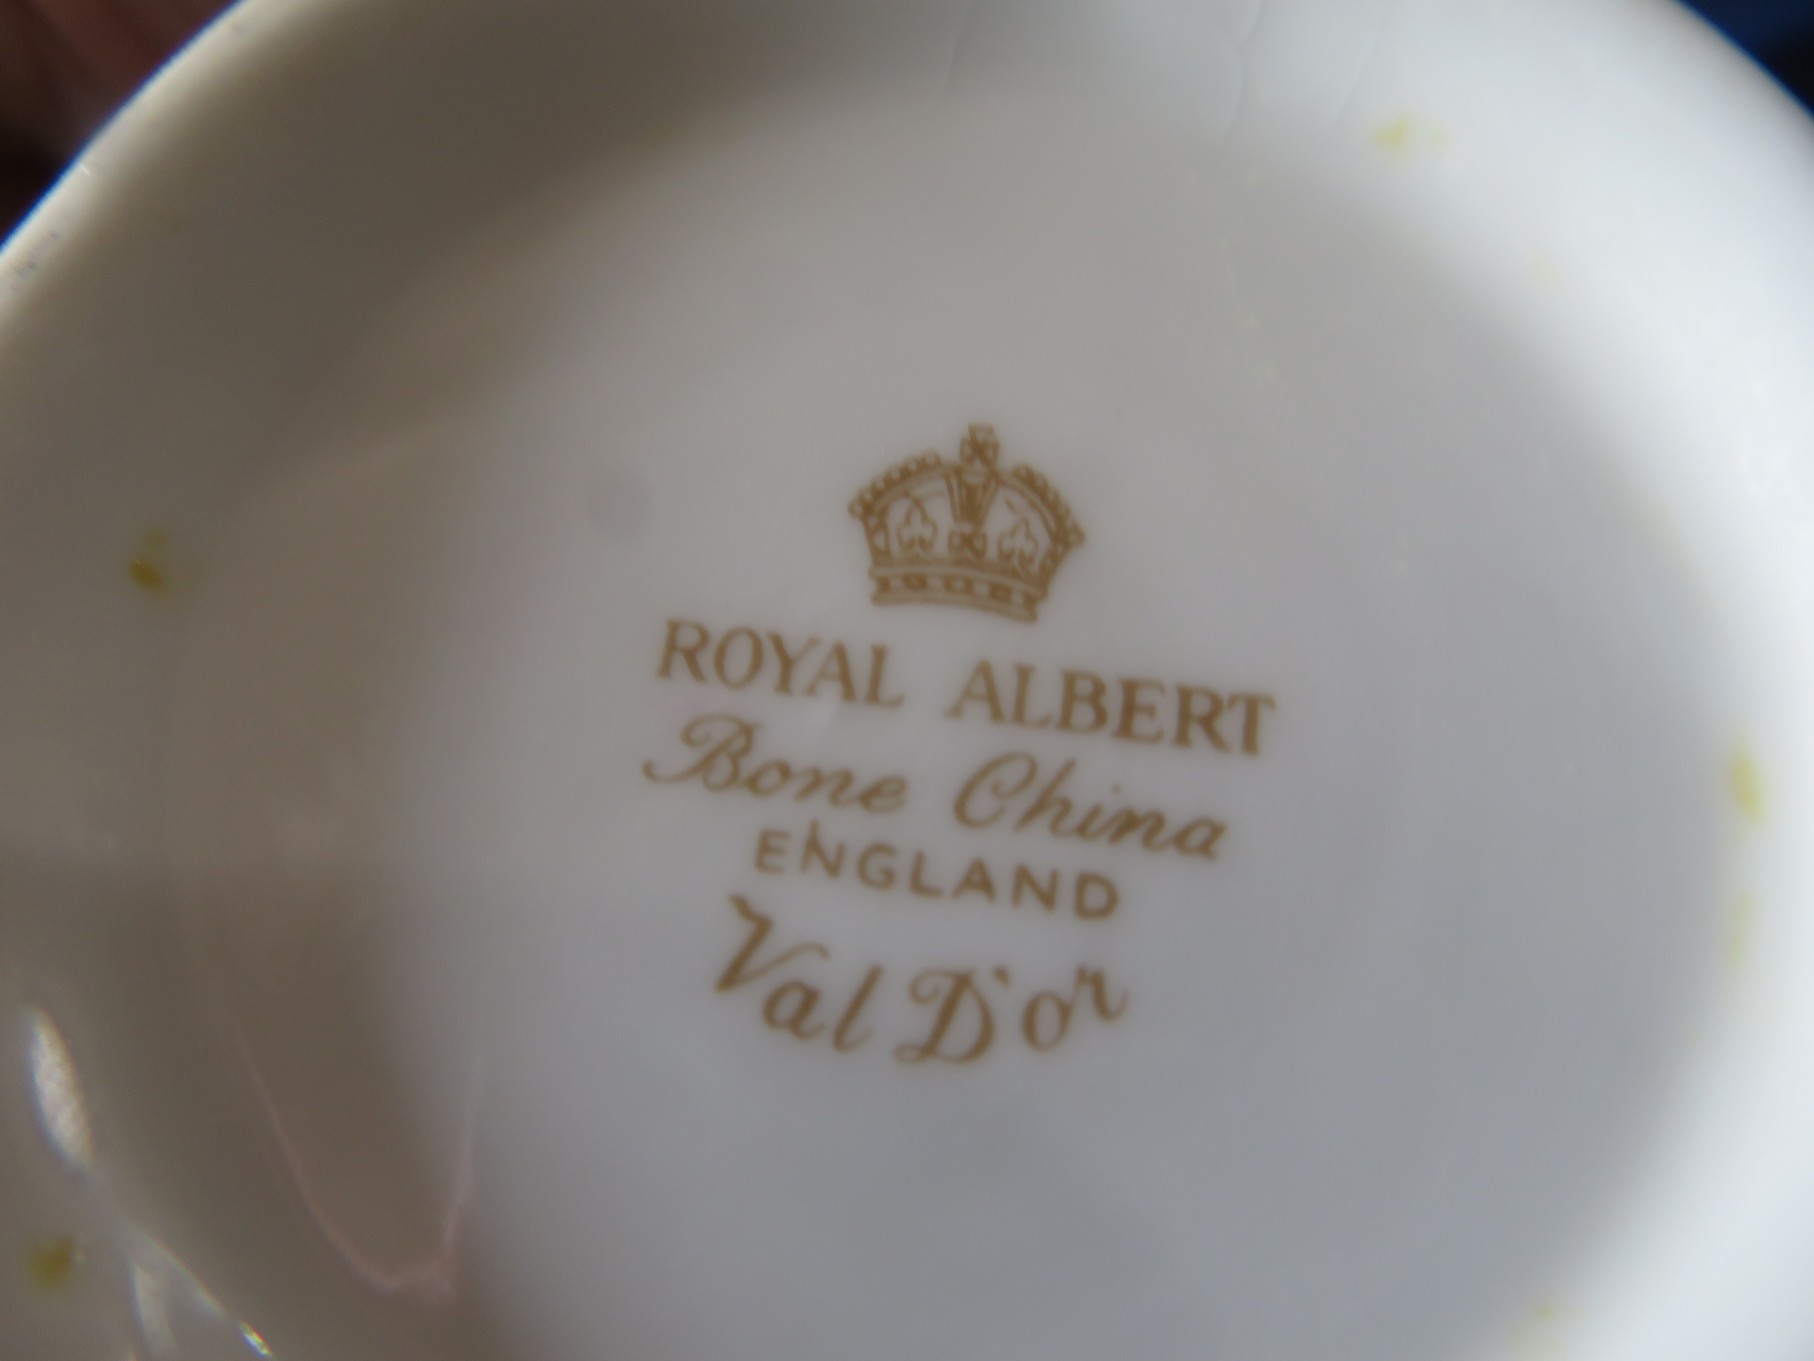 ROYAL ALBERT
Bone China
ENGLAND
Val D'or